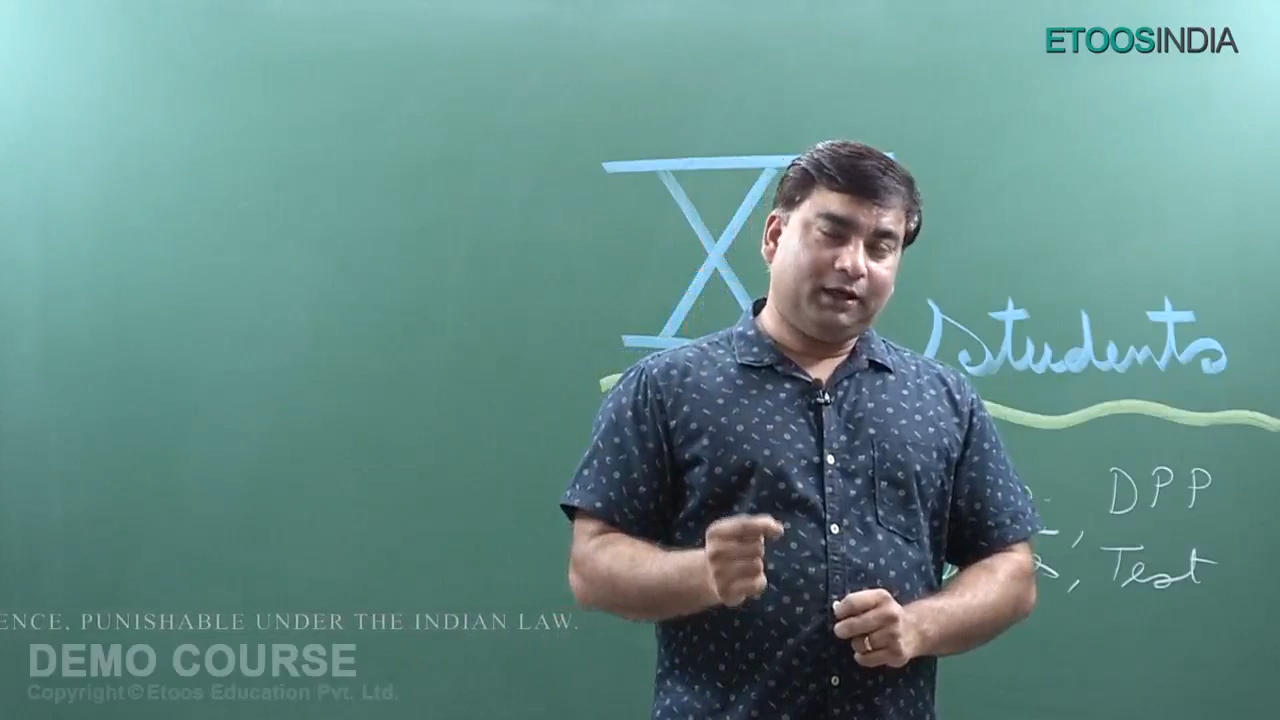 ETOOSINDIA
X
Students
DPP
, Test
ENCE, PUNISHABLE UNDER THE INDIAN LAW.
DEMO COURSE
Copyright © Etoos Education Pvt. Ltd.